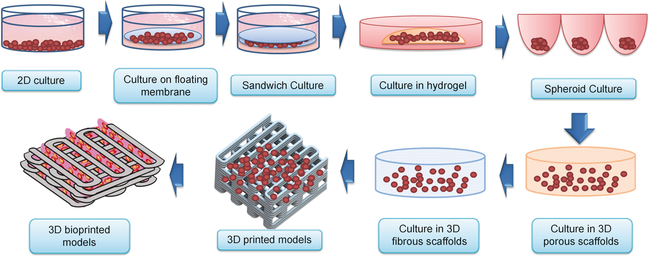 2D culture
Culture on floating
membrane
Sandwich Culture
Culture in hydrogel
Spheroid Culture
3D bioprinted
models
3D printed models
Culture in 3D
fibrous scaffolds
Culture in 3D
porous scaffolds